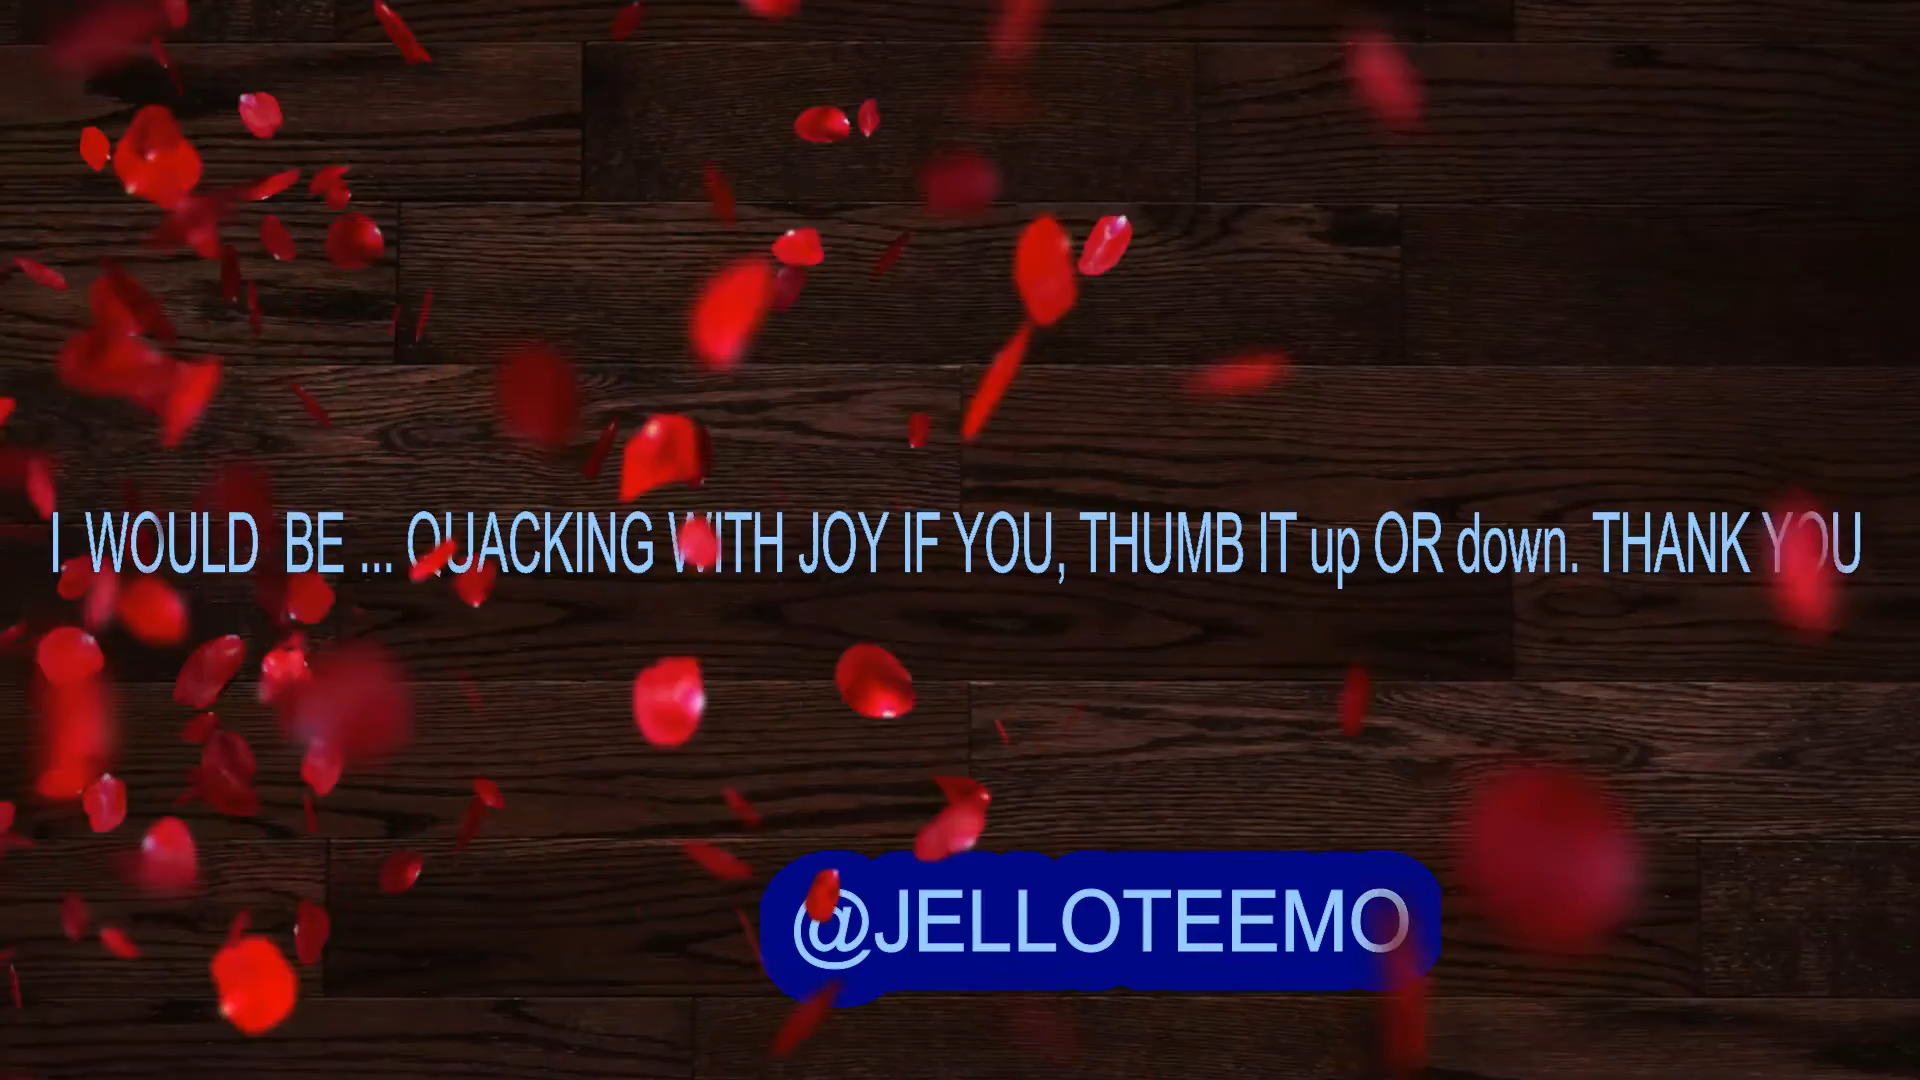 I WOULD BE ... QUACKING WITH JOY IF YOU, THUMB IT up OR down. THANK YOU
@JELLOTEEMO